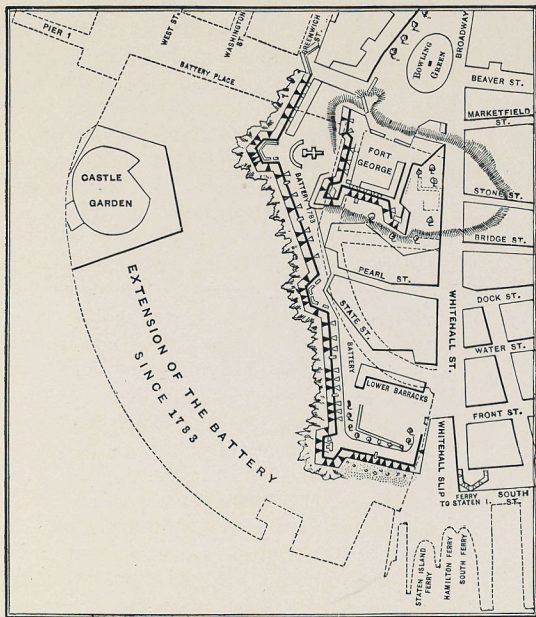 PIER 1
WEST ST.
WASHINGTON
ST.
GREENWICH
ST.
BATTERY PLACE
BOWLING
GREEN
BROADWAY
BEAVER ST.
MARKETFIELD
ST.
FORT
GEORGE
STONE ST.
BRIDGE ST.
CASTLE
GARDEN
BATTERY 1783
PEARL ST.
STATE ST.
BATTERY
WHITEHALL ST.
DOCK ST.
WATER ST.
LOWER BARRACKS
FRONT ST.
EXTENSION OF THE BATTERY
SINCE 1783
WHITEHALL SLIP
FERRY
TO STATEN I.
SOUTH
ST.
STATEN ISLAND
FERRY
HAMILTON FERRY
SOUTH FERRY